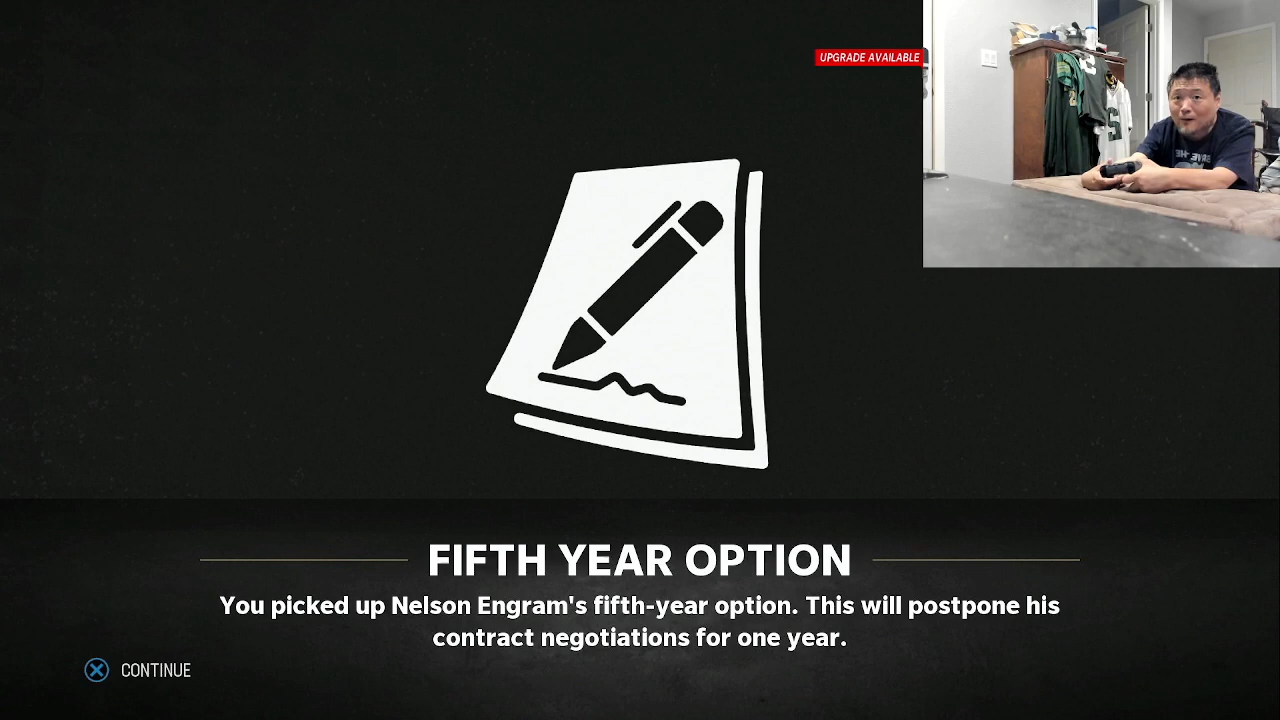 UPGRADE AVAILABLE
FIFTH YEAR OPTION
You picked up Nelson Engram's fifth-year option. This will postpone his
contract negotiations for one year.
CONTINUE